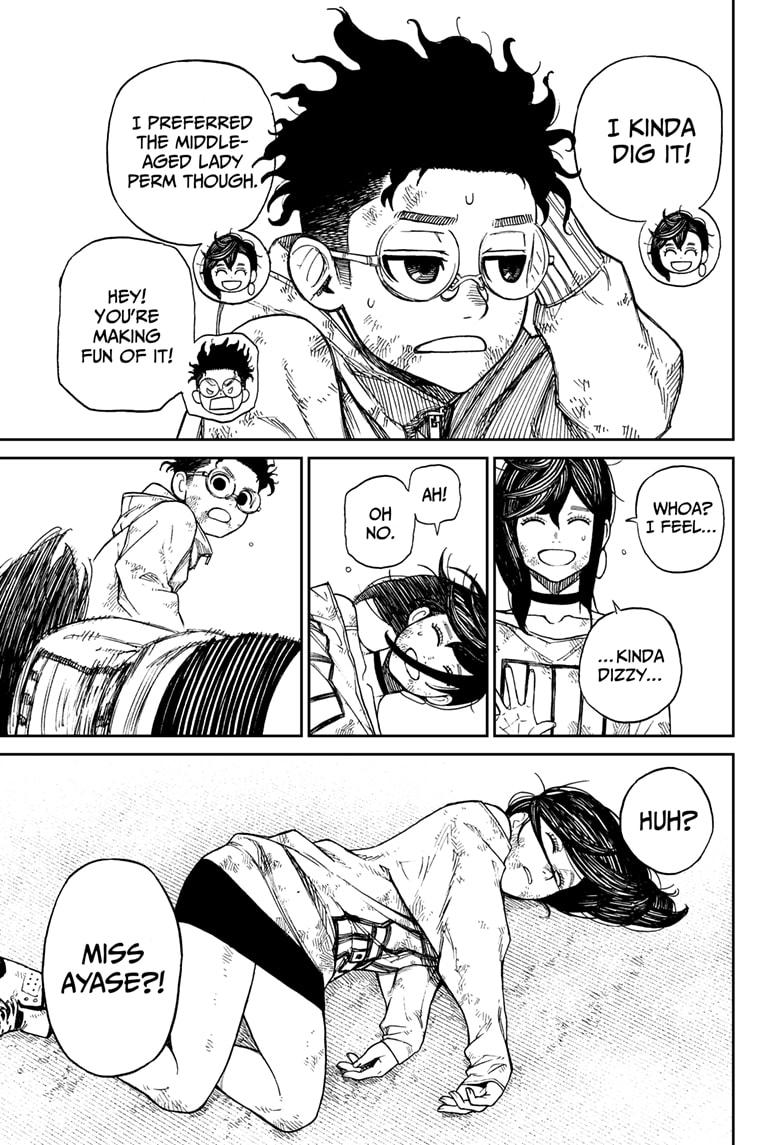 I KINDA
DIG IT!
I PREFERRED
THE MIDDLE-
AGED LADY
PERM THOUGH.
HEY!
YOU'RE
MAKING
FUN OF IT!
WHOA?
I FEEL...
...KINDA
DIZZY...
AH!
OH
NO.
HUH?
MISS
AYASE?!